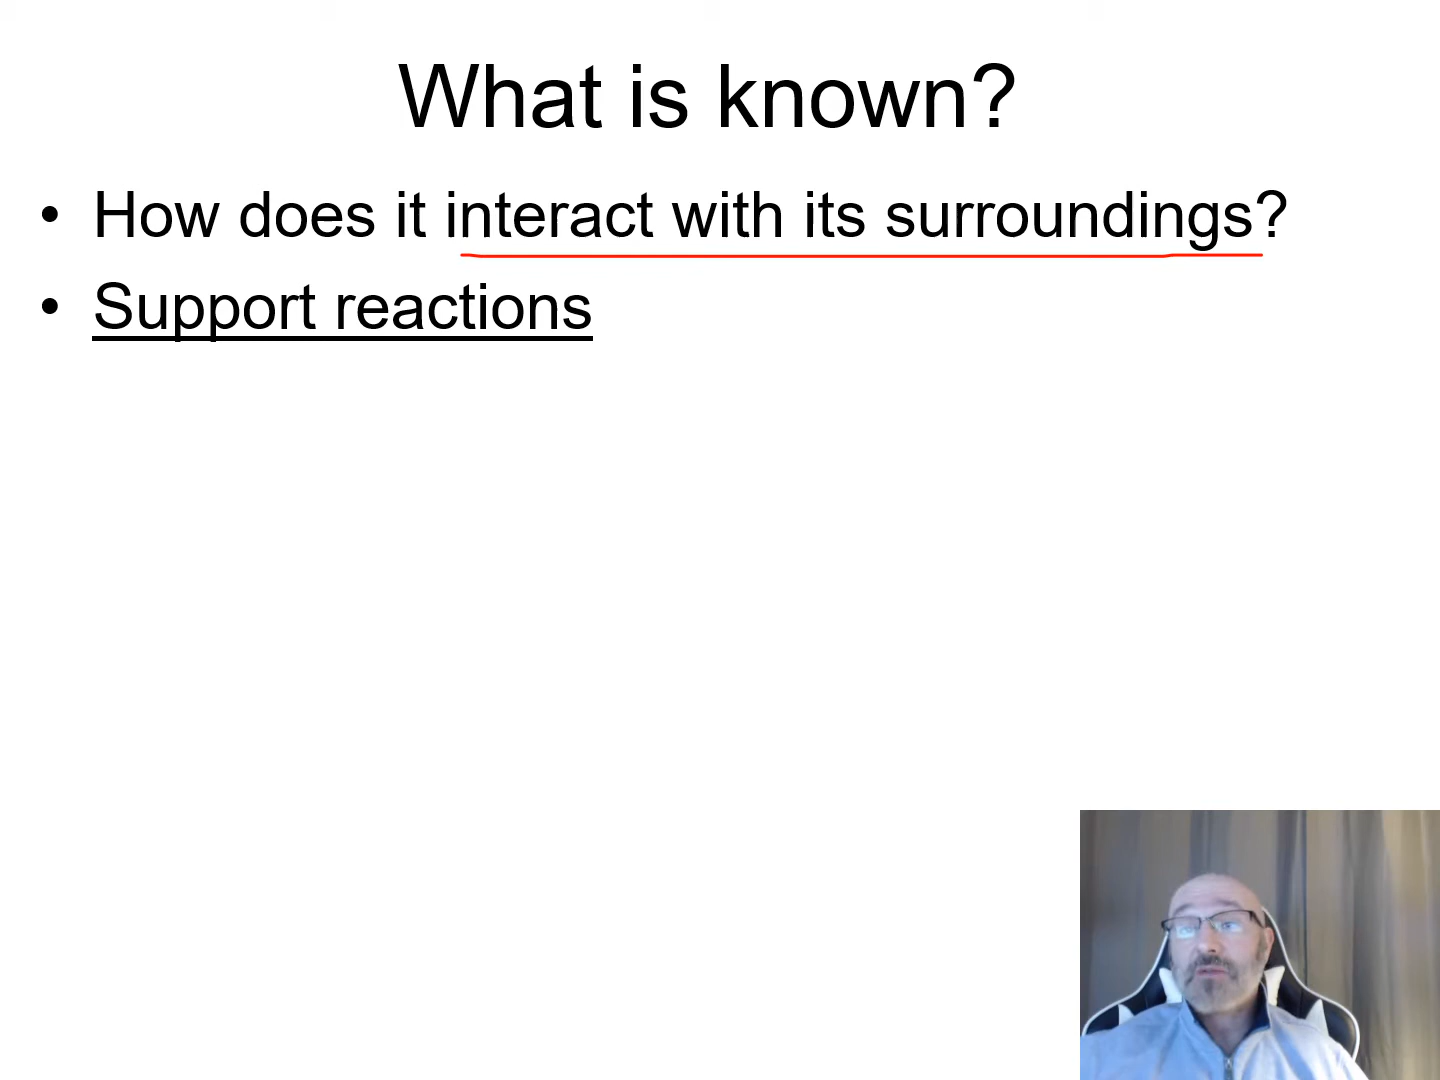 What is known?
• How does it interact with its surroundings?
• Support reactions